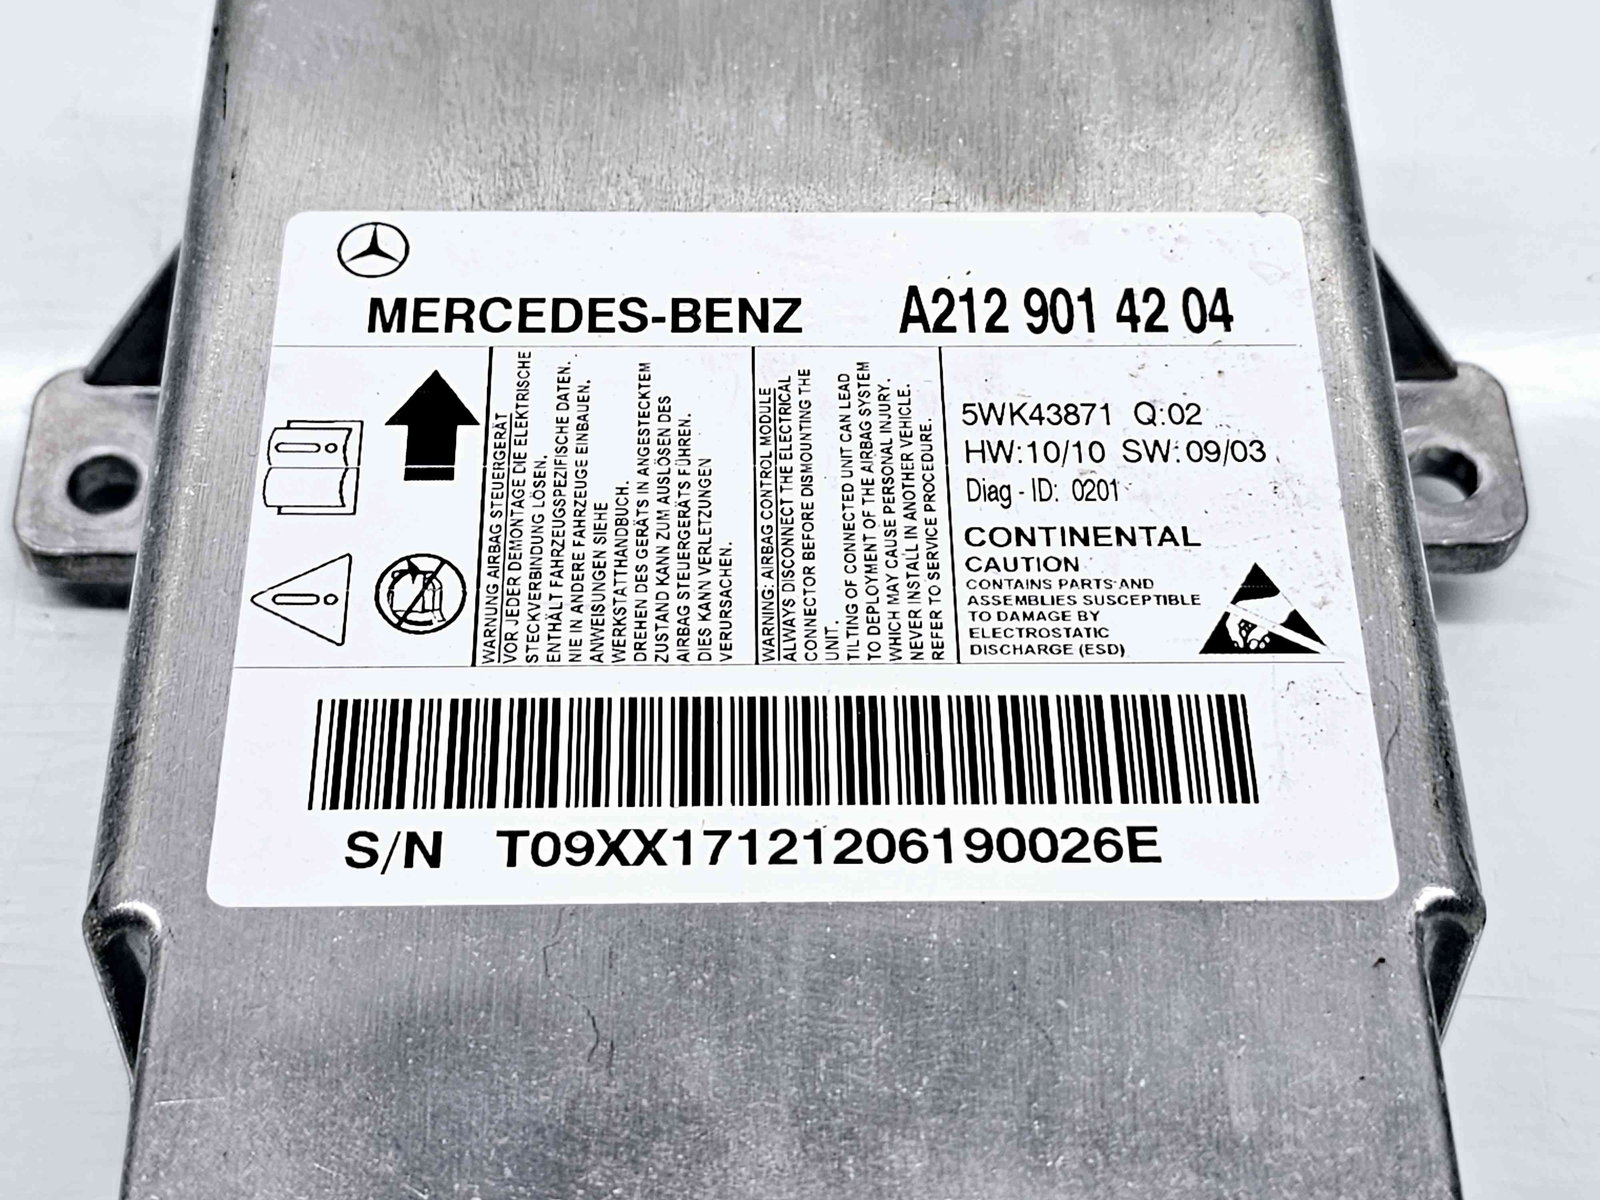 MERCEDES-BENZ
A212 901 42 04
WARNUNG AIRBAG STEUERGERÄT
VOR JEDER DEMONTAGE DIE ELEKTRISCHE
STECKVERBINDUNG LÖSEN.
ENTHÄLT FAHRZEUGSPEZIFISCHE DATEN.
NIE IN ANDERE FAHRZEUGE EINBAUEN.
ANWEISUNGEN SIEHE
WERKSTATTHANDBUCH.
DREHEN DES GERÄTS IN ANGESTECKTEM
ZUSTAND KANN ZUM AUSLÖSEN DES
AIRBAG STEUERGERÄTS FÜHREN.
DIES KANN VERLETZUNGEN
VERURSACHEN.
WARNING: AIRBAG CONTROL MODULE
ALWAYS DISCONNECT THE ELECTRICAL
CONNECTOR BEFORE DISMOUNTING THE
UNIT.
TILTING OF CONNECTED UNIT CAN LEAD
TO DEPLOYMENT OF THE AIRBAG SYSTEM
WHICH MAY CAUSE PERSONAL INJURY.
NEVER INSTALL IN ANOTHER VEHICLE.
REFER TO SERVICE PROCEDURE.
5WK43871 Q:02
HW:10/10 SW:09/03
Diag - ID: 0201
CONTINENTAL
CAUTION
CONTAINS PARTS AND
ASSEMBLIES SUSCEPTIBLE
TO DAMAGE BY
ELECTROSTATIC
DISCHARGE (ESD)
S/N T09XX17121206190026E